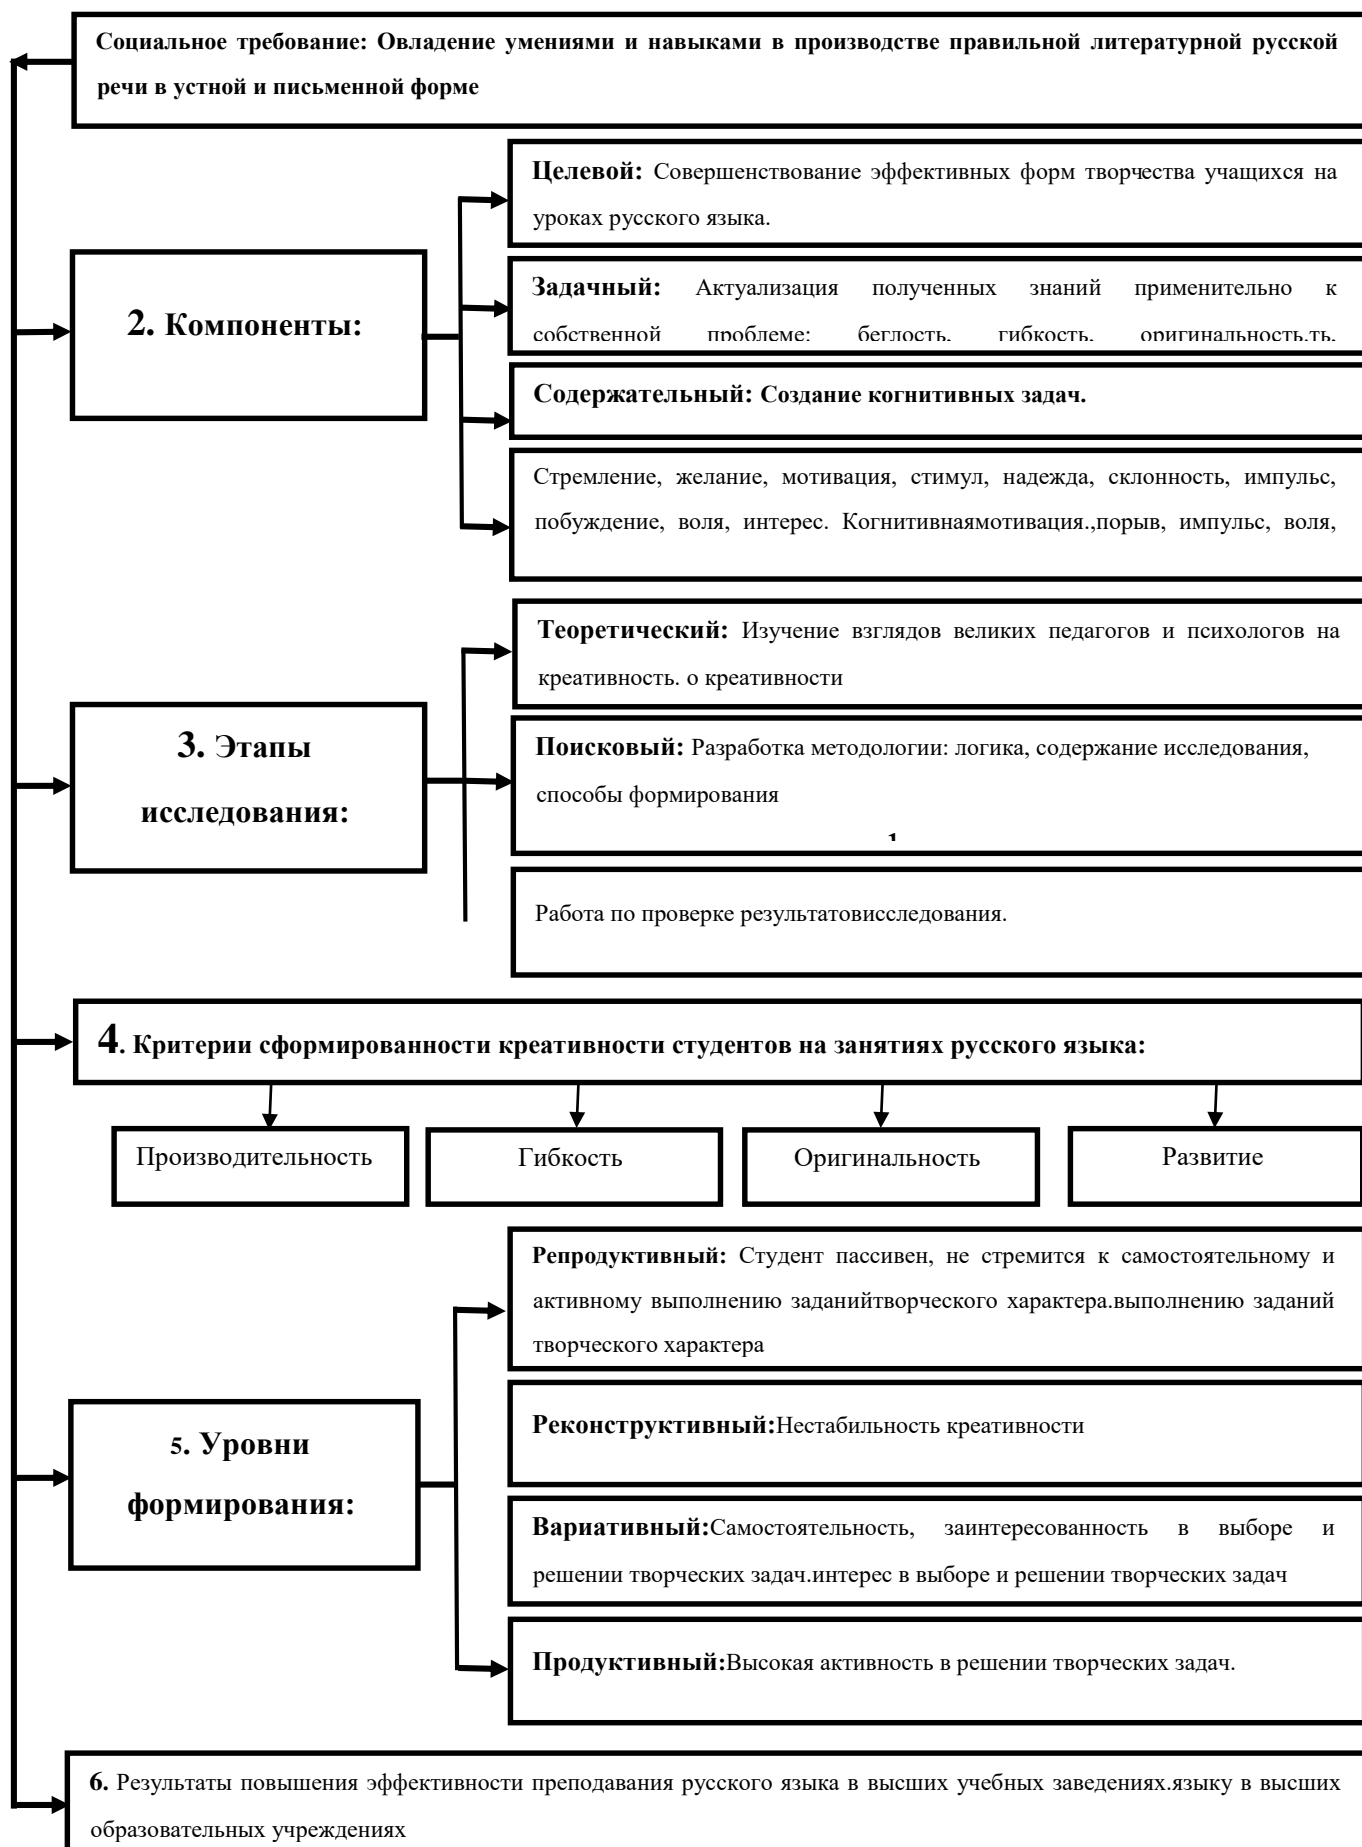 Социальное требование: Овладение умениями и навыками в производстве правильной литературной русской
речи в устной и письменной форме
Целевой: Совершенствование эффективных форм творчества учащихся на
уроках русского языка.
2. Компоненты:
Задачный: Актуализация полученных знаний применительно к
собственной проблеме: беглость, гибкость, оригинальность.ть,
Содержательный: Создание когнитивных задач.
Стремление, желание, мотивация, стимул, надежда, склонность, импульс,
побуждение, воля, интерес. Когнитивнаямотивация.,порыв, импульс, воля,
Теоретический: Изучение взглядов великих педагогов и психологов на
креативность. о креативности
3. Этапы
исследования:
Поисковый: Разработка методологии: логика, содержание исследования,
способы формирования
Работа по проверке результатовисследования.
4. Критерии сформированности креативности студентов на занятиях русского языка:
Производительность
Гибкость
Оригинальность
Развитие
Репродуктивный: Студент пассивен, не стремится к самостоятельному и
активному выполнению заданийтворческого характера.выполнению заданий
творческого характера
5. Уровни
формирования:
Реконструктивный:Нестабильность креативности
Вариативный:Самостоятельность, заинтересованность в выборе и
решении творческих задач.интерес в выборе и решении творческих задач
Продуктивный:Высокая активность в решении творческих задач.
6. Результаты повышения эффективности преподавания русского языка в высших учебных заведениях.языку в высших
образовательных учреждениях